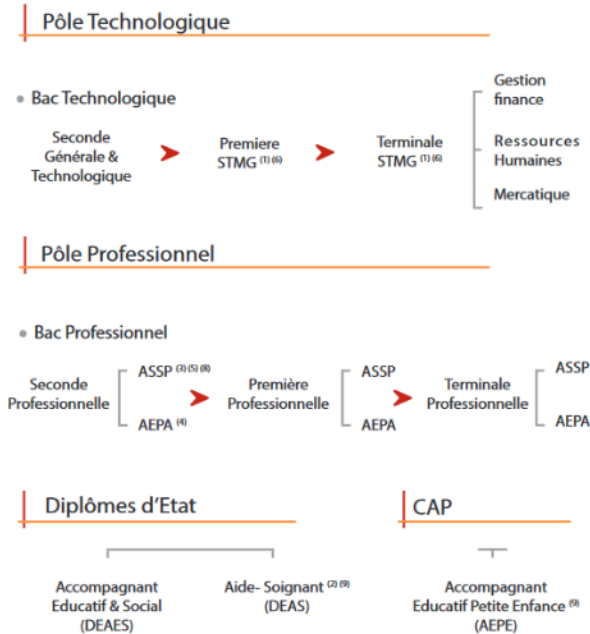 Pôle Technologique
• Bac Technologique
Seconde
Générale &
Technologique
Premiere
STMG (1) (6)
Terminale
STMG (1) (6)
Gestion
finance
Ressources
Humaines
Mercatique
Pôle Professionnel
• Bac Professionnel
Seconde
Professionnelle
ASSP (3) (5) (8)
AEPA (4)
Première
Professionnelle
ASSP
AEPA
Terminale
Professionnelle
ASSP
AEPA
Diplômes d'Etat
Accompagnant
Educatif & Social
(DEAES)
Aide- Soignant (2) (9)
(DEAS)
CAP
Accompagnant
Educatif Petite Enfance (9)
(AEPE)